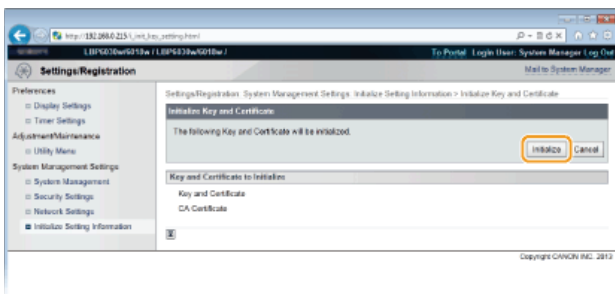 http://192.168.0.215/i_init_key_setting.html
LBP6030w/6018w / LBP6030w/6018w /
To Portal Login User: System Manager Log Out
Settings/Registration
Mail to System Manager
Preferences
Display Settings
Timer Settings
Adjustment/Maintenance
Utility Menu
System Management Settings
System Management
Security Settings
Network Settings
Initialize Setting Information
Settings/Registration: System Management Settings: Initialize Setting Information > Initialize Key and Certificate
Initialize Key and Certificate
The following Key and Certificate will be initialized.
Initialize Cancel
Key and Certificate to Initialize
Key and Certificate
CA Certificate
Copyright CANON INC. 2013